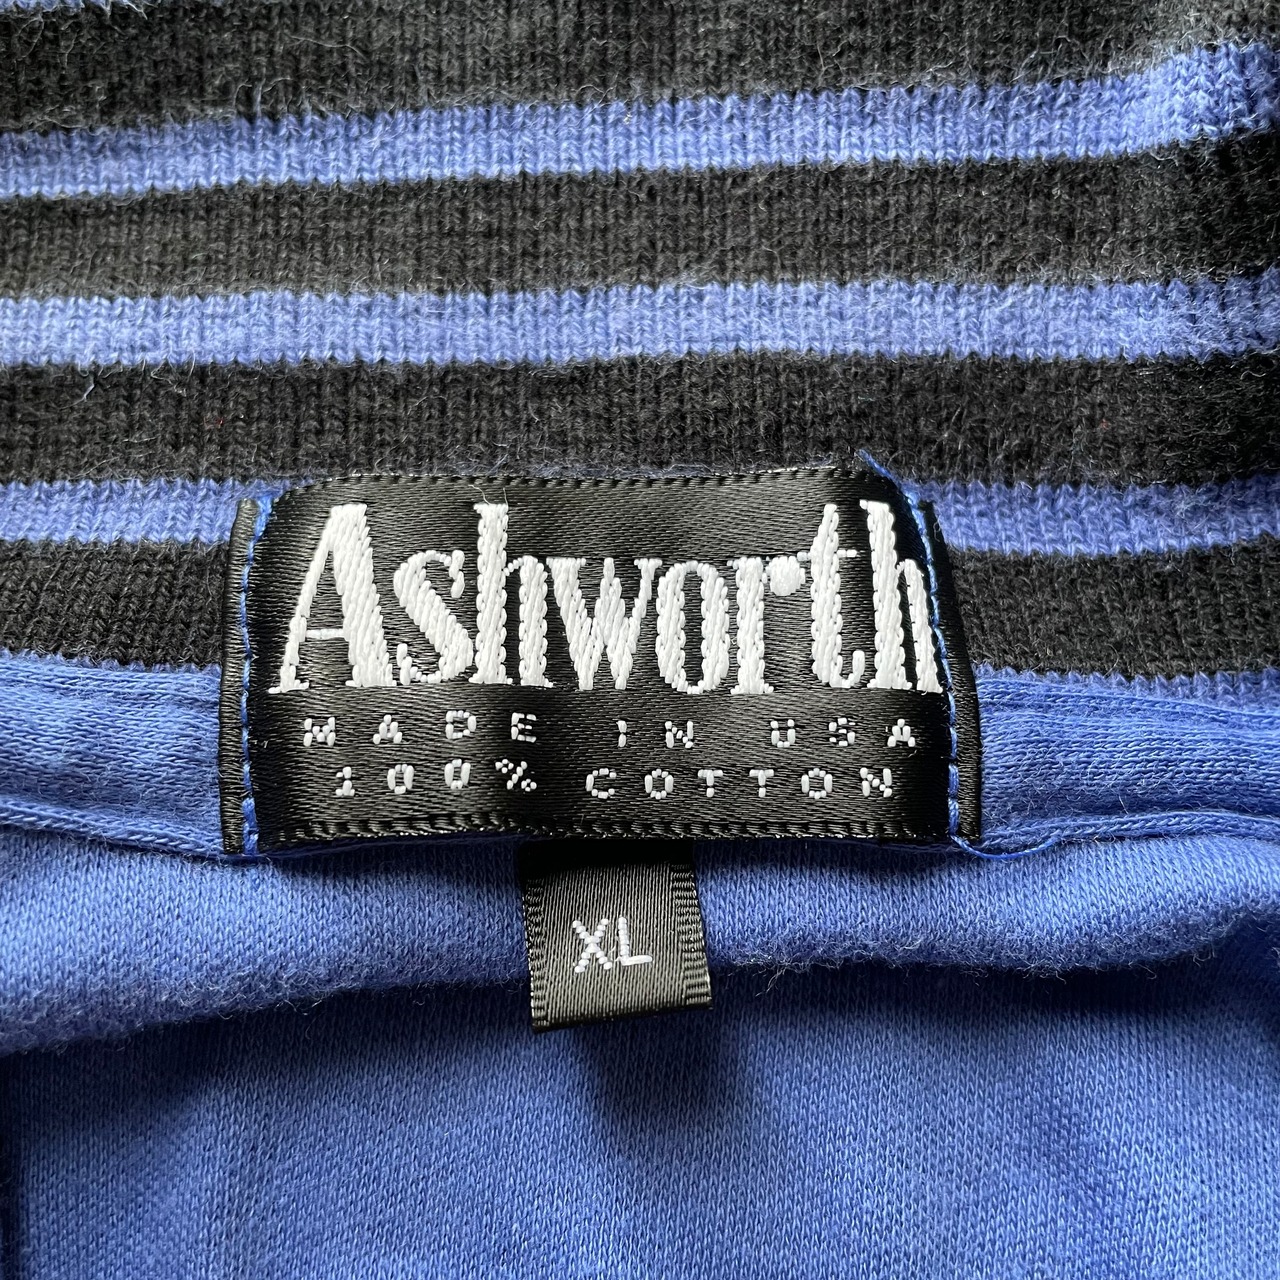 Ashworth
MADE IN USA
100% COTTON
XL